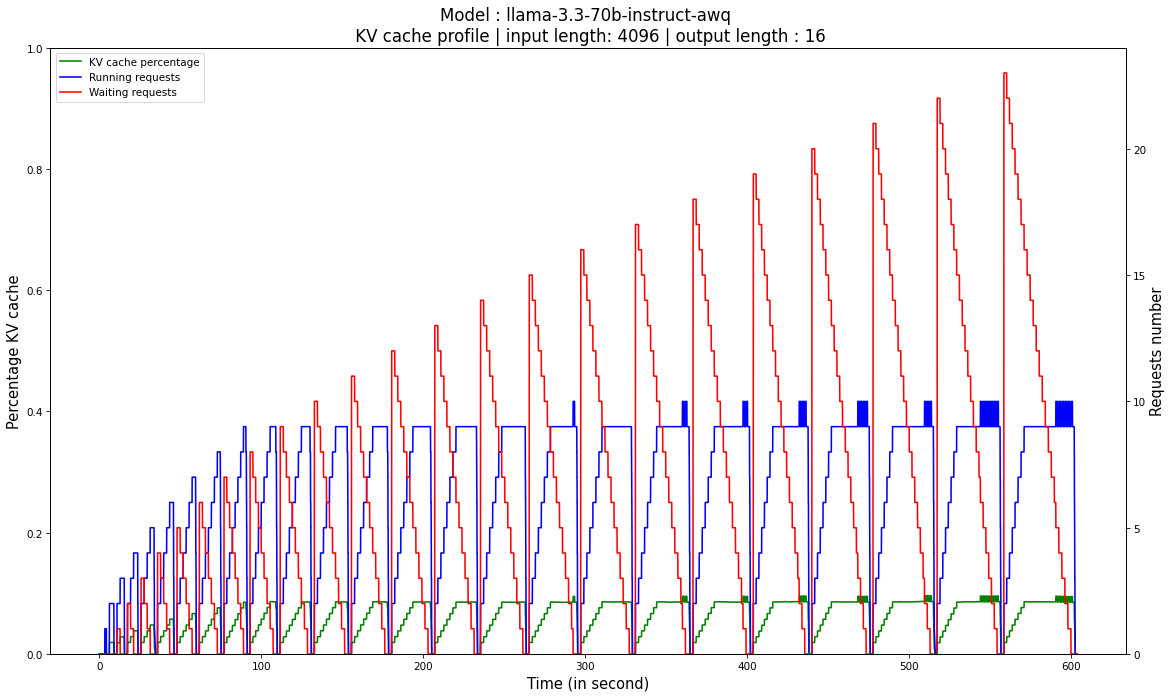 Model : llama-3.3-70b-instruct-awq
KV cache profile | input length: 4096 | output length : 16
KV cache percentage
Running requests
Waiting requests
Percentage KV cache
1.0
0.8
0.6
0.4
0.2
0.0
Requests number
20
15
10
5
0
0 100 200 300 400 500 600
Time (in second)